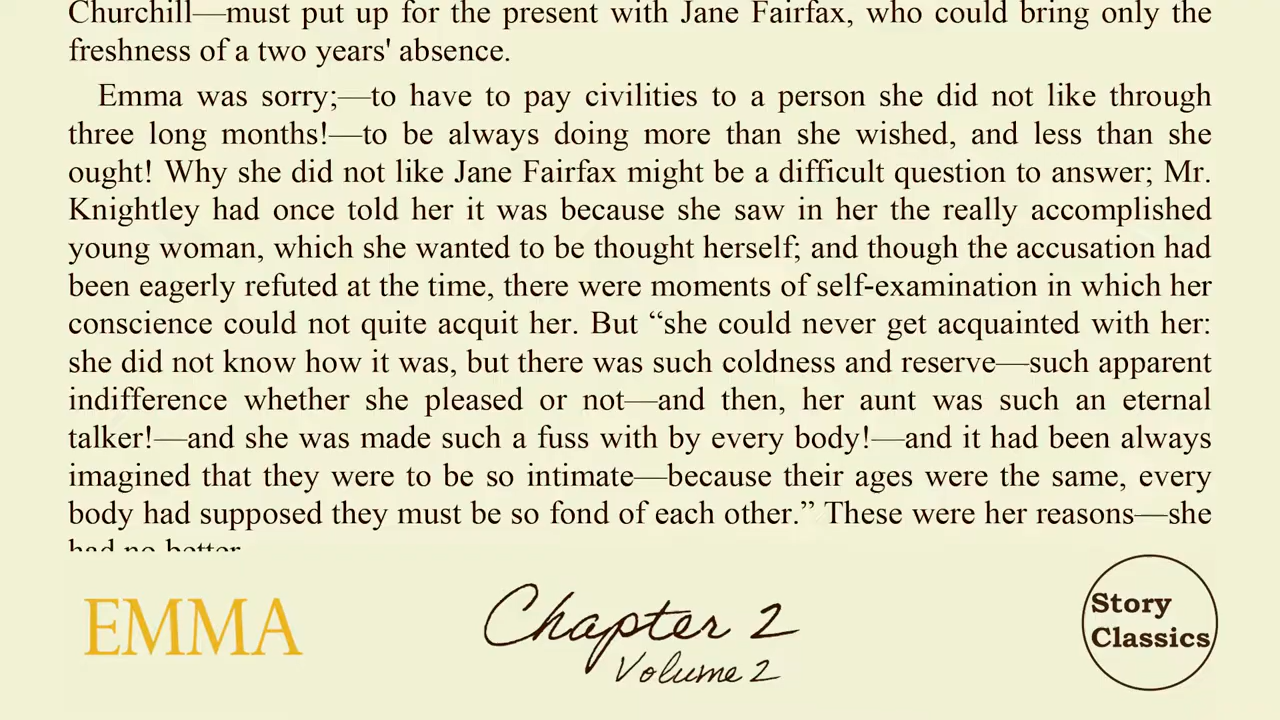 Churchill—must put up for the present with Jane Fairfax, who could bring only the
freshness of a two years' absence.
Emma was sorry;—to have to pay civilities to a person she did not like through
three long months!—to be always doing more than she wished, and less than she
ought! Why she did not like Jane Fairfax might be a difficult question to answer; Mr.
Knightley had once told her it was because she saw in her the really accomplished
young woman, which she wanted to be thought herself; and though the accusation had
been eagerly refuted at the time, there were moments of self-examination in which her
conscience could not quite acquit her. But “she could never get acquainted with her:
she did not know how it was, but there was such coldness and reserve—such apparent
indifference whether she pleased or not—and then, her aunt was such an eternal
talker!—and she was made such a fuss with by every body!—and it had been always
imagined that they were to be so intimate—because their ages were the same, every
body had supposed they must be so fond of each other.” These were her reasons—she
had no better
EMMA
Chapter 2
Volume 2
Story
Classics